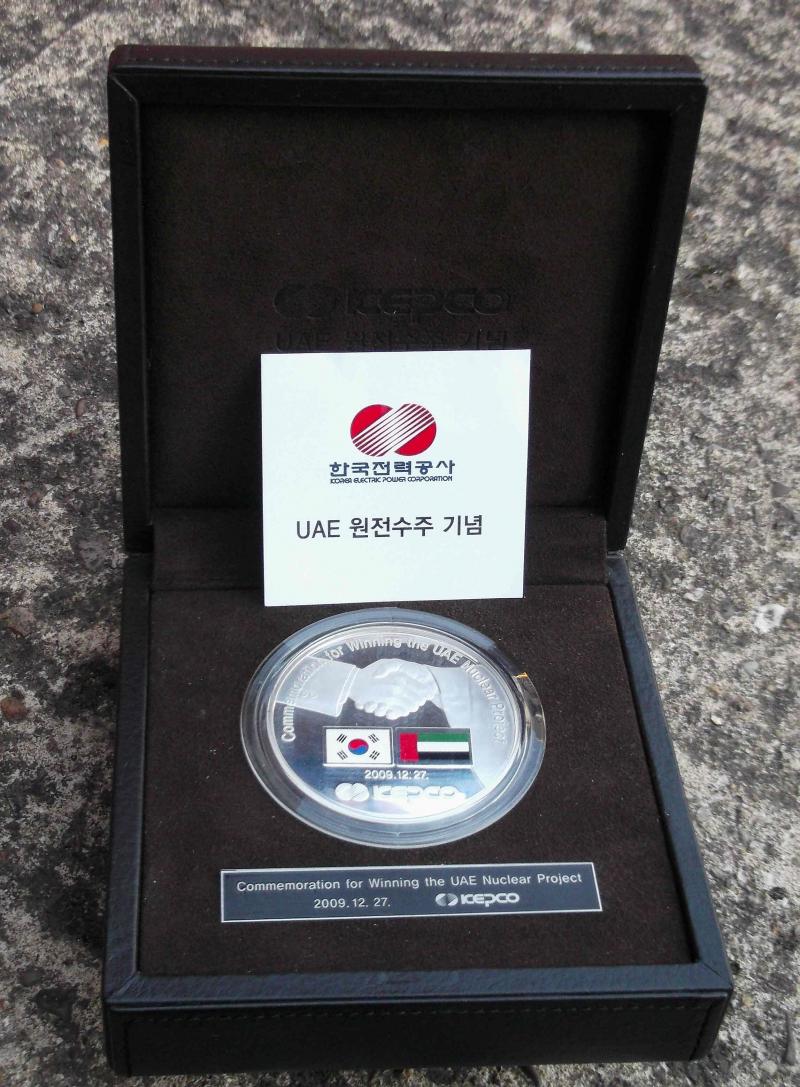 KEPCO
UAE 원전수주 기념
한국전력공사
KOREA ELECTRIC POWER CORPORATION
UAE 원전수주 기념
Commemoration for Winning the UAE Nuclear Project
2009.12.27.
KEPCO
Commemoration for Winning the UAE Nuclear Project
2009.12.27. KEPCO